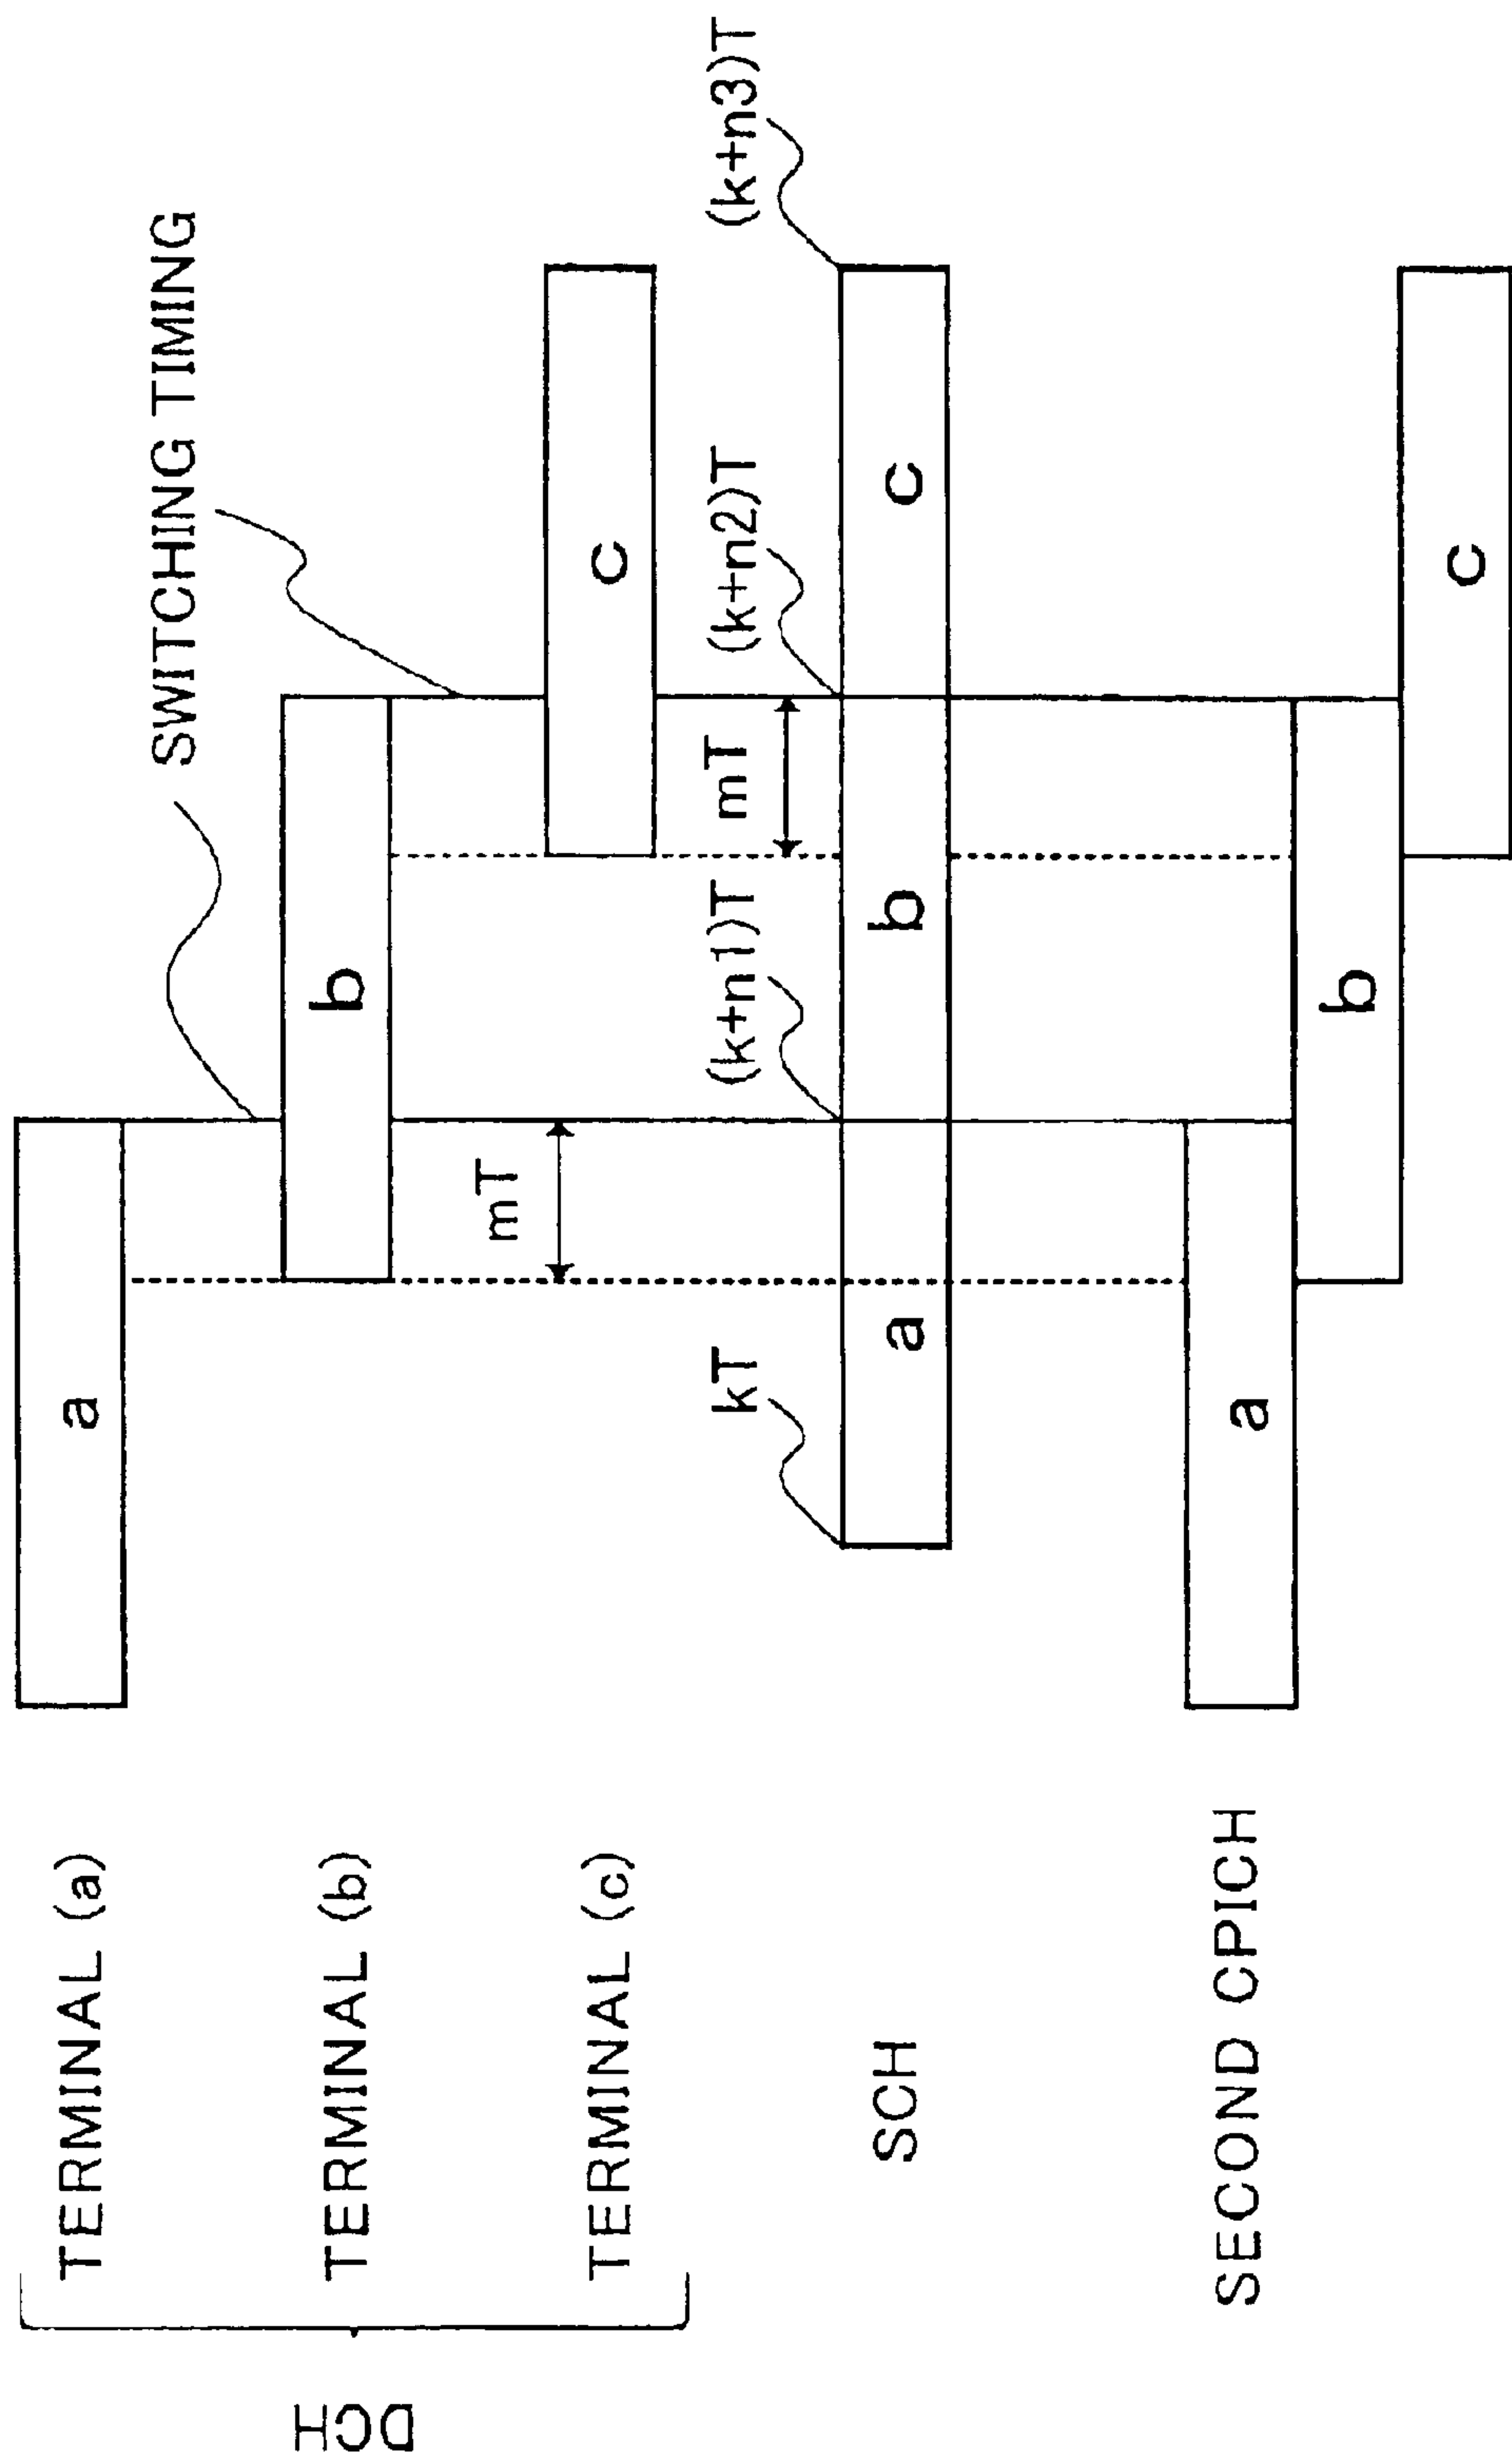 SWITCHING TIMING
DCH
TERMINAL (a)
a
TERMINAL (b)
b
TERMINAL (c)
c
mT
mT
kT
(k+n1)T
(k+n2)T
(k+n3)T
SCH
a
b
c
SECOND CPICH
a
b
c